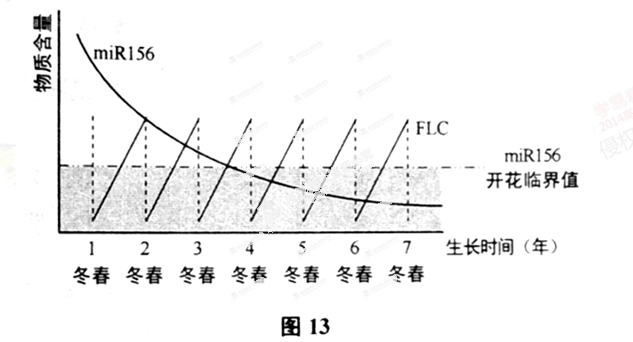 物质含量
miR156
FLC
miR156
开花临界值
1 2 3 4 5 6 7 生长时间（年）
冬春 冬春 冬春 冬春 冬春 冬春 冬春
图 13